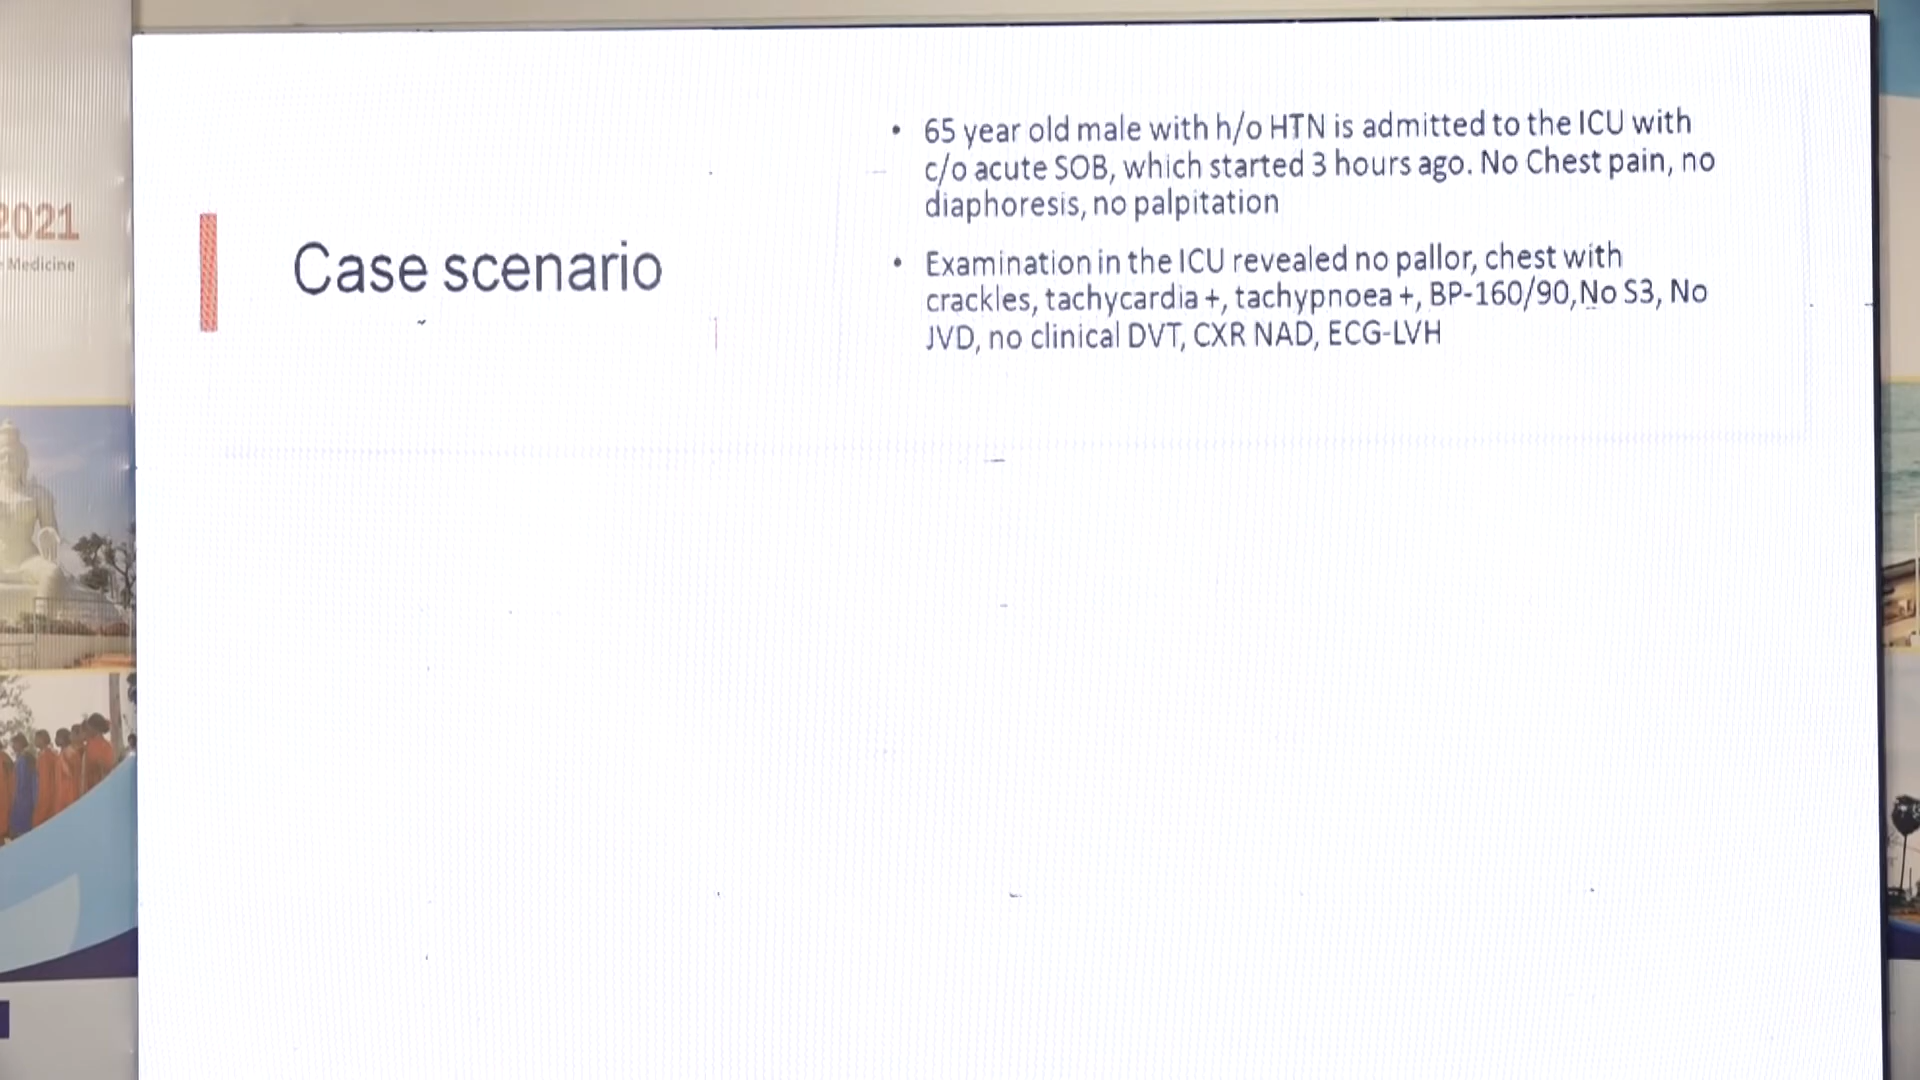 2021
Medicine
Case scenario
• 65 year old male with h/o HTN is admitted to the ICU with
c/o acute SOB, which started 3 hours ago. No Chest pain, no
diaphoresis, no palpitation
• Examination in the ICU revealed no pallor, chest with
crackles, tachycardia +, tachypnoea +, BP-160/90,No S3, No
JVD, no clinical DVT, CXR NAD, ECG-LVH